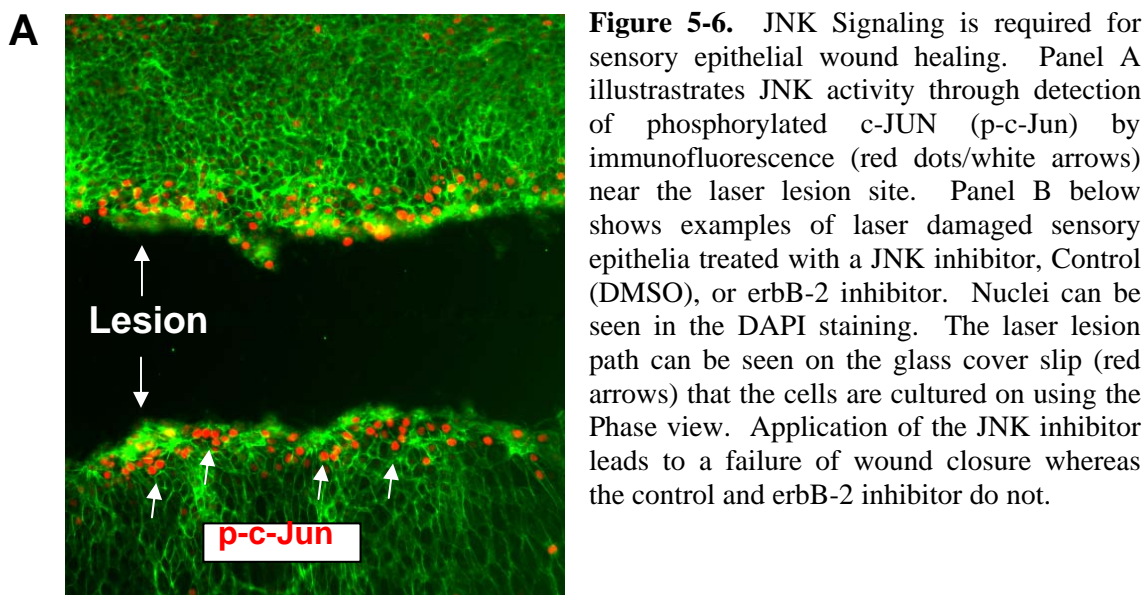 A
Lesion
p-c-Jun
Figure 5-6. JNK Signaling is required for
sensory epithelial wound healing. Panel A
illustrastrates JNK activity through detection
of phosphorylated c-JUN (p-c-Jun) by
immunofluorescence (red dots/white arrows)
near the laser lesion site. Panel B below
shows examples of laser damaged sensory
epithelia treated with a JNK inhibitor, Control
(DMSO), or erbB-2 inhibitor. Nuclei can be
seen in the DAPI staining. The laser lesion
path can be seen on the glass cover slip (red
arrows) that the cells are cultured on using the
Phase view. Application of the JNK inhibitor
leads to a failure of wound closure whereas
the control and erbB-2 inhibitor do not.